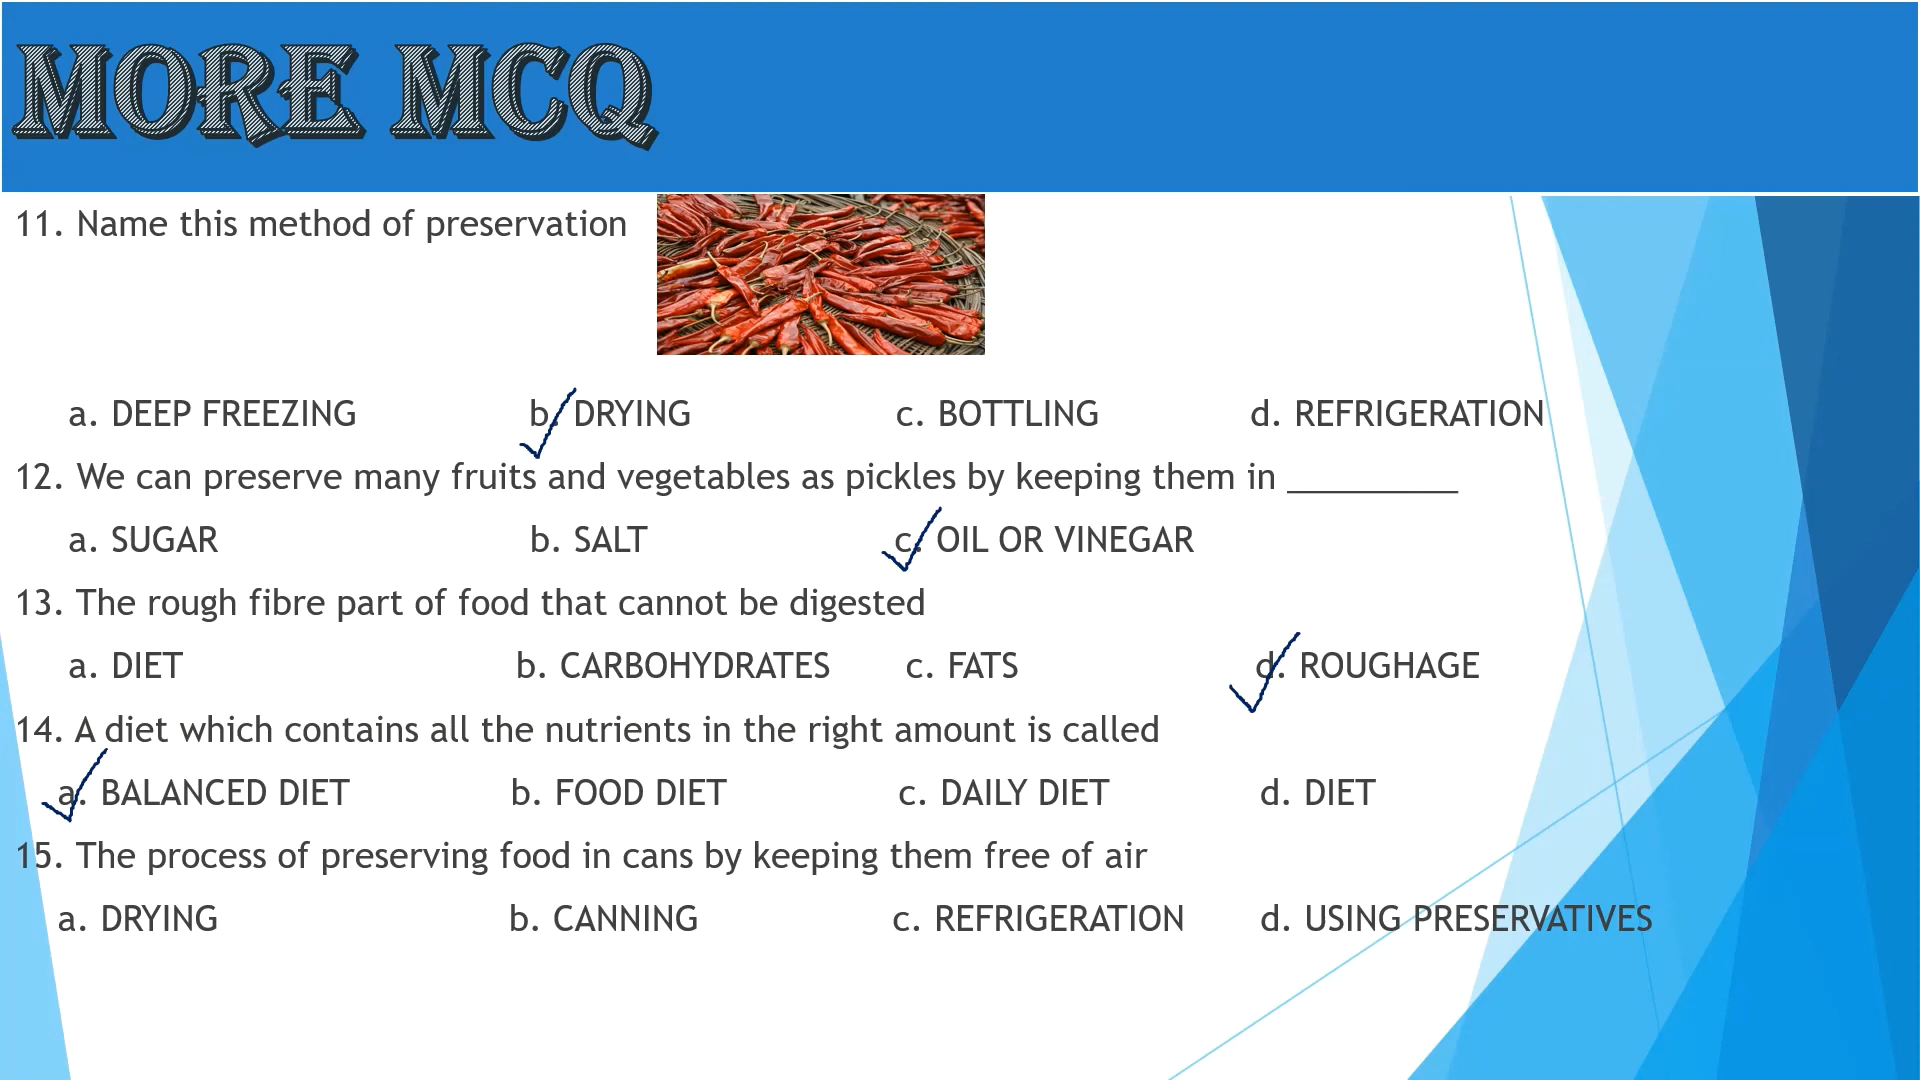 MORE MCQ
11. Name this method of preservation
a. DEEP FREEZING b. DRYING c. BOTTLING d. REFRIGERATION
12. We can preserve many fruits and vegetables as pickles by keeping them in _________
a. SUGAR b. SALT c. OIL OR VINEGAR
13. The rough fibre part of food that cannot be digested
a. DIET b. CARBOHYDRATES c. FATS d. ROUGHAGE
14. A diet which contains all the nutrients in the right amount is called
a. BALANCED DIET b. FOOD DIET c. DAILY DIET d. DIET
15. The process of preserving food in cans by keeping them free of air
a. DRYING b. CANNING c. REFRIGERATION d. USING PRESERVATIVES